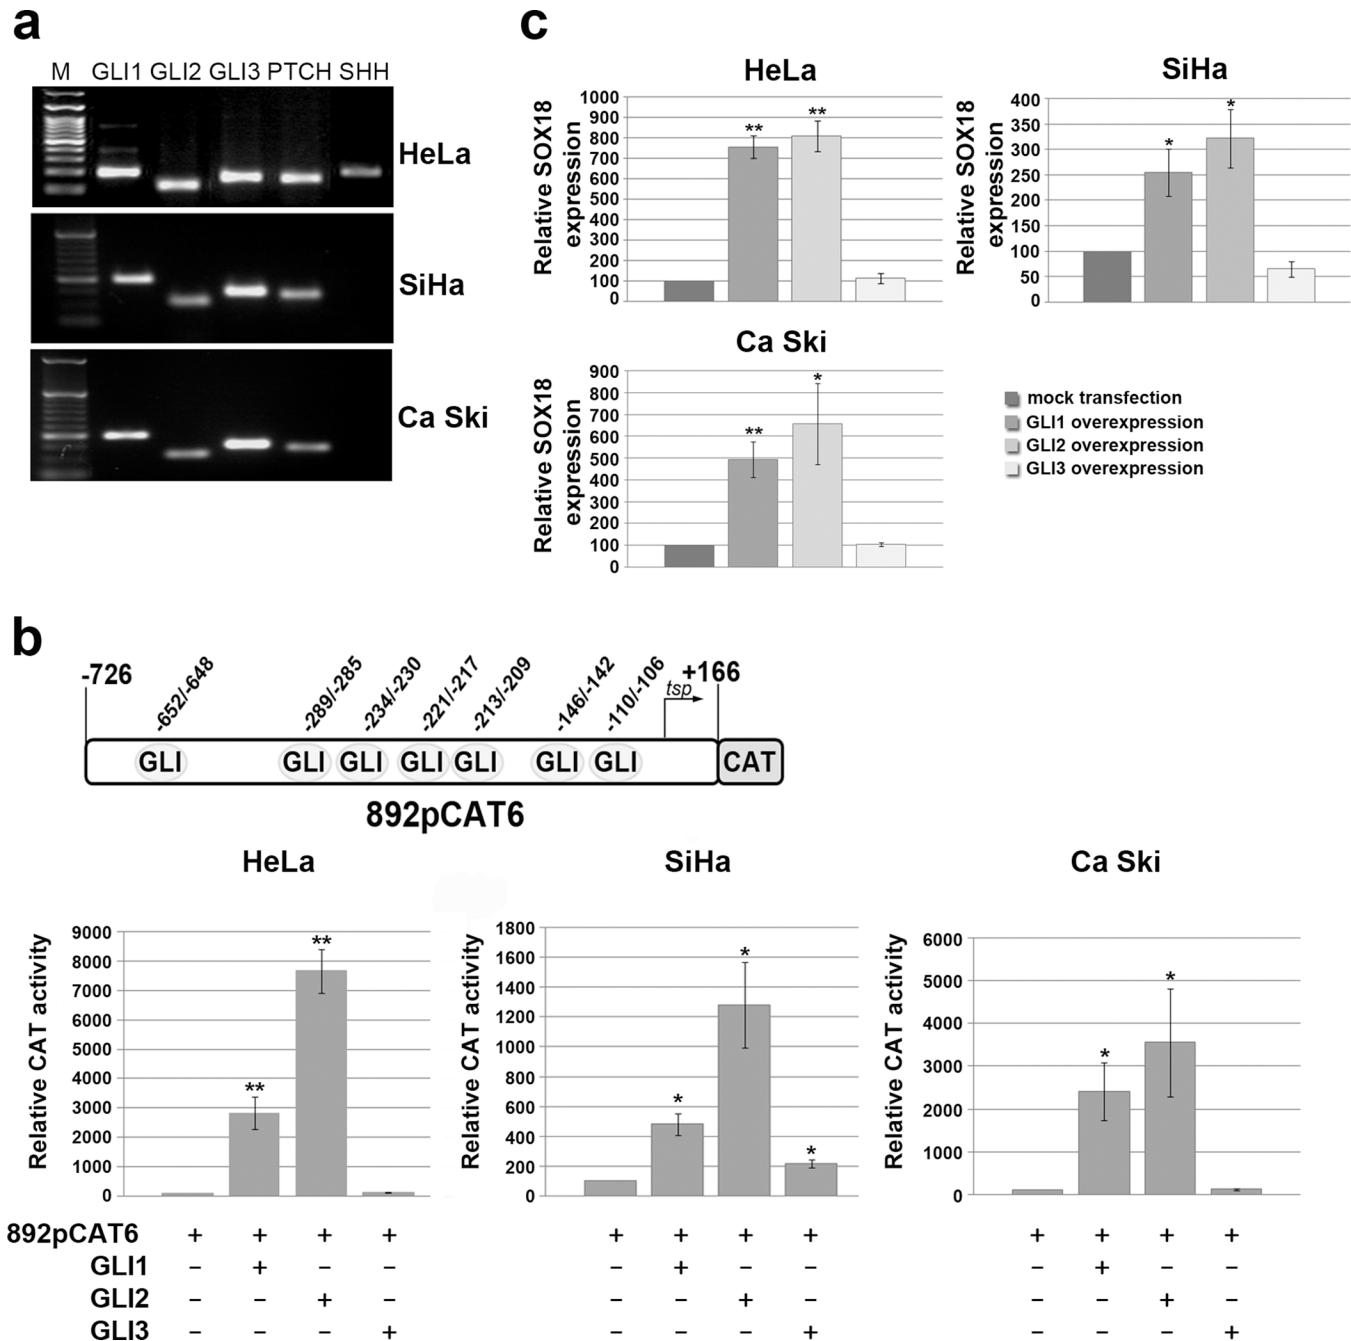 a
M GLI1 GLI2 GLI3 PTCH SHH
HeLa
SiHa
Ca Ski
c
HeLa
Relative SOX18
expression
1000
900
800
700
600
500
400
300
200
100
0
**
**
SiHa
Relative SOX18
expression
400
350
300
250
200
150
100
50
0
*
*
Ca Ski
Relative SOX18
expression
900
800
700
600
500
400
300
200
100
0
**
*
mock transfection
GLI1 overexpression
GLI2 overexpression
GLI3 overexpression
b
-726
-652/-648
-289/-285
-234/-230
-221/-217
-213/-209
-146/-142
-110/-106
tsp
+166
GLI GLI GLI GLI GLI GLI GLI CAT
892pCAT6
HeLa
Relative CAT activity
9000
8000
7000
6000
5000
4000
3000
2000
1000
0
**
**
SiHa
Relative CAT activity
1800
1600
1400
1200
1000
800
600
400
200
0
*
*
*
Ca Ski
Relative CAT activity
6000
5000
4000
3000
2000
1000
0
*
*
892pCAT6 + + + + + + + + + + + +
GLI1 − + − − − + − − − + − −
GLI2 − − + − − − + − − − + −
GLI3 − − − + − − − + − − − +